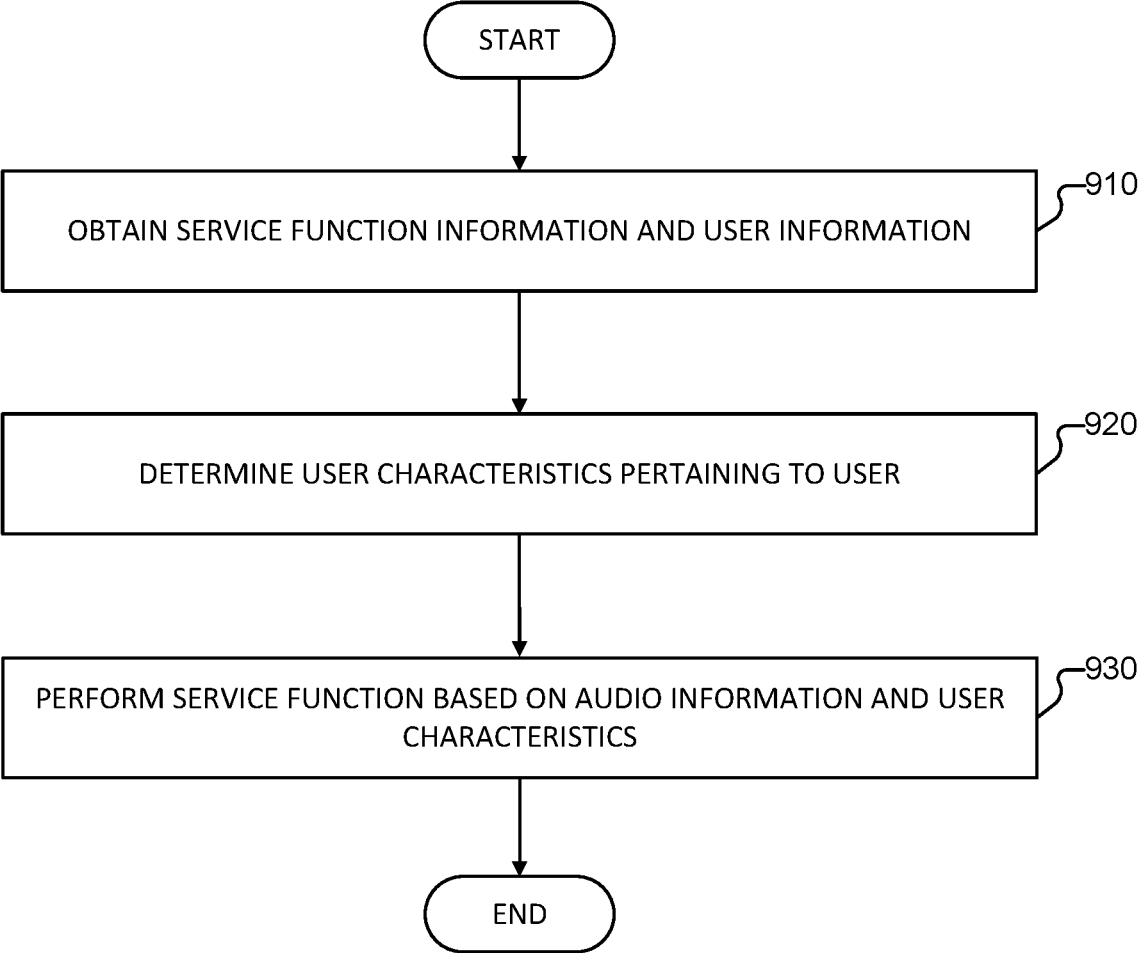 START
910
OBTAIN SERVICE FUNCTION INFORMATION AND USER INFORMATION
920
DETERMINE USER CHARACTERISTICS PERTAINING TO USER
930
PERFORM SERVICE FUNCTION BASED ON AUDIO INFORMATION AND USER
CHARACTERISTICS
END